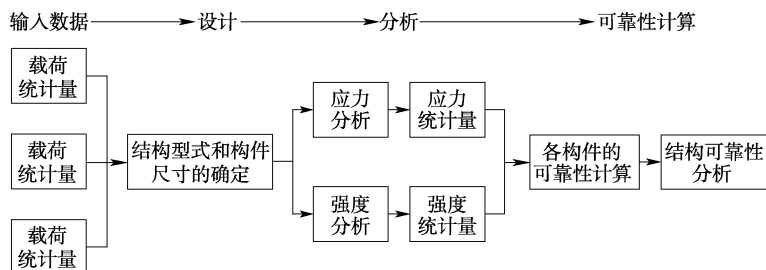 输入数据 设计 分析 可靠性计算
载荷
统计量
载荷
统计量
载荷
统计量
结构型式和构件
尺寸的确定
应力
分析
应力
统计量
强度
分析
强度
统计量
各构件的
可靠性计算
结构可靠性
分析